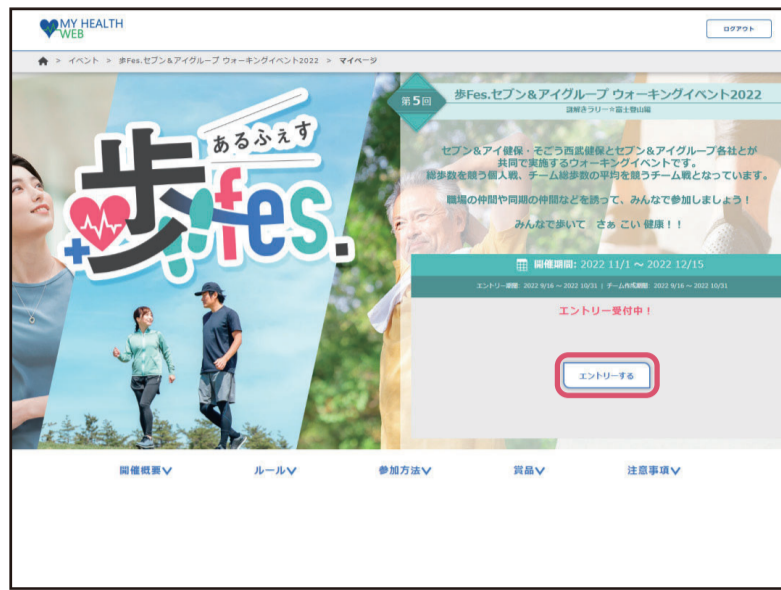 MY HEALTH
WEB
ログアウト
> イベント > 歩Fes.セブン&アイグループ ウォーキングイベント2022 > マイページ
あるふぇす
歩fes.
第5回
歩Fes.セブン&アイグループ ウォーキングイベント2022
謎解きラリー☆富士登山編
セブン&アイ健保・そごう西武健保とセブン&アイグループ各社とが
共同で実施するウォーキングイベントです。
総歩数を競う個人戦、チーム総歩数の平均を競うチーム戦となっています。
職場の仲間や同期の仲間などを誘って、みんなで参加しましょう！
みんなで歩いて さぁ こい 健康！！
開催期間: 2022 11/1 ～ 2022 12/15
エントリー期間: 2022 9/16 ～ 2022 10/31 | チーム作成期間: 2022 9/16 ～ 2022 10/31
エントリー受付中！
エントリーする
開催概要∨
ルール∨
参加方法∨
賞品∨
注意事項∨